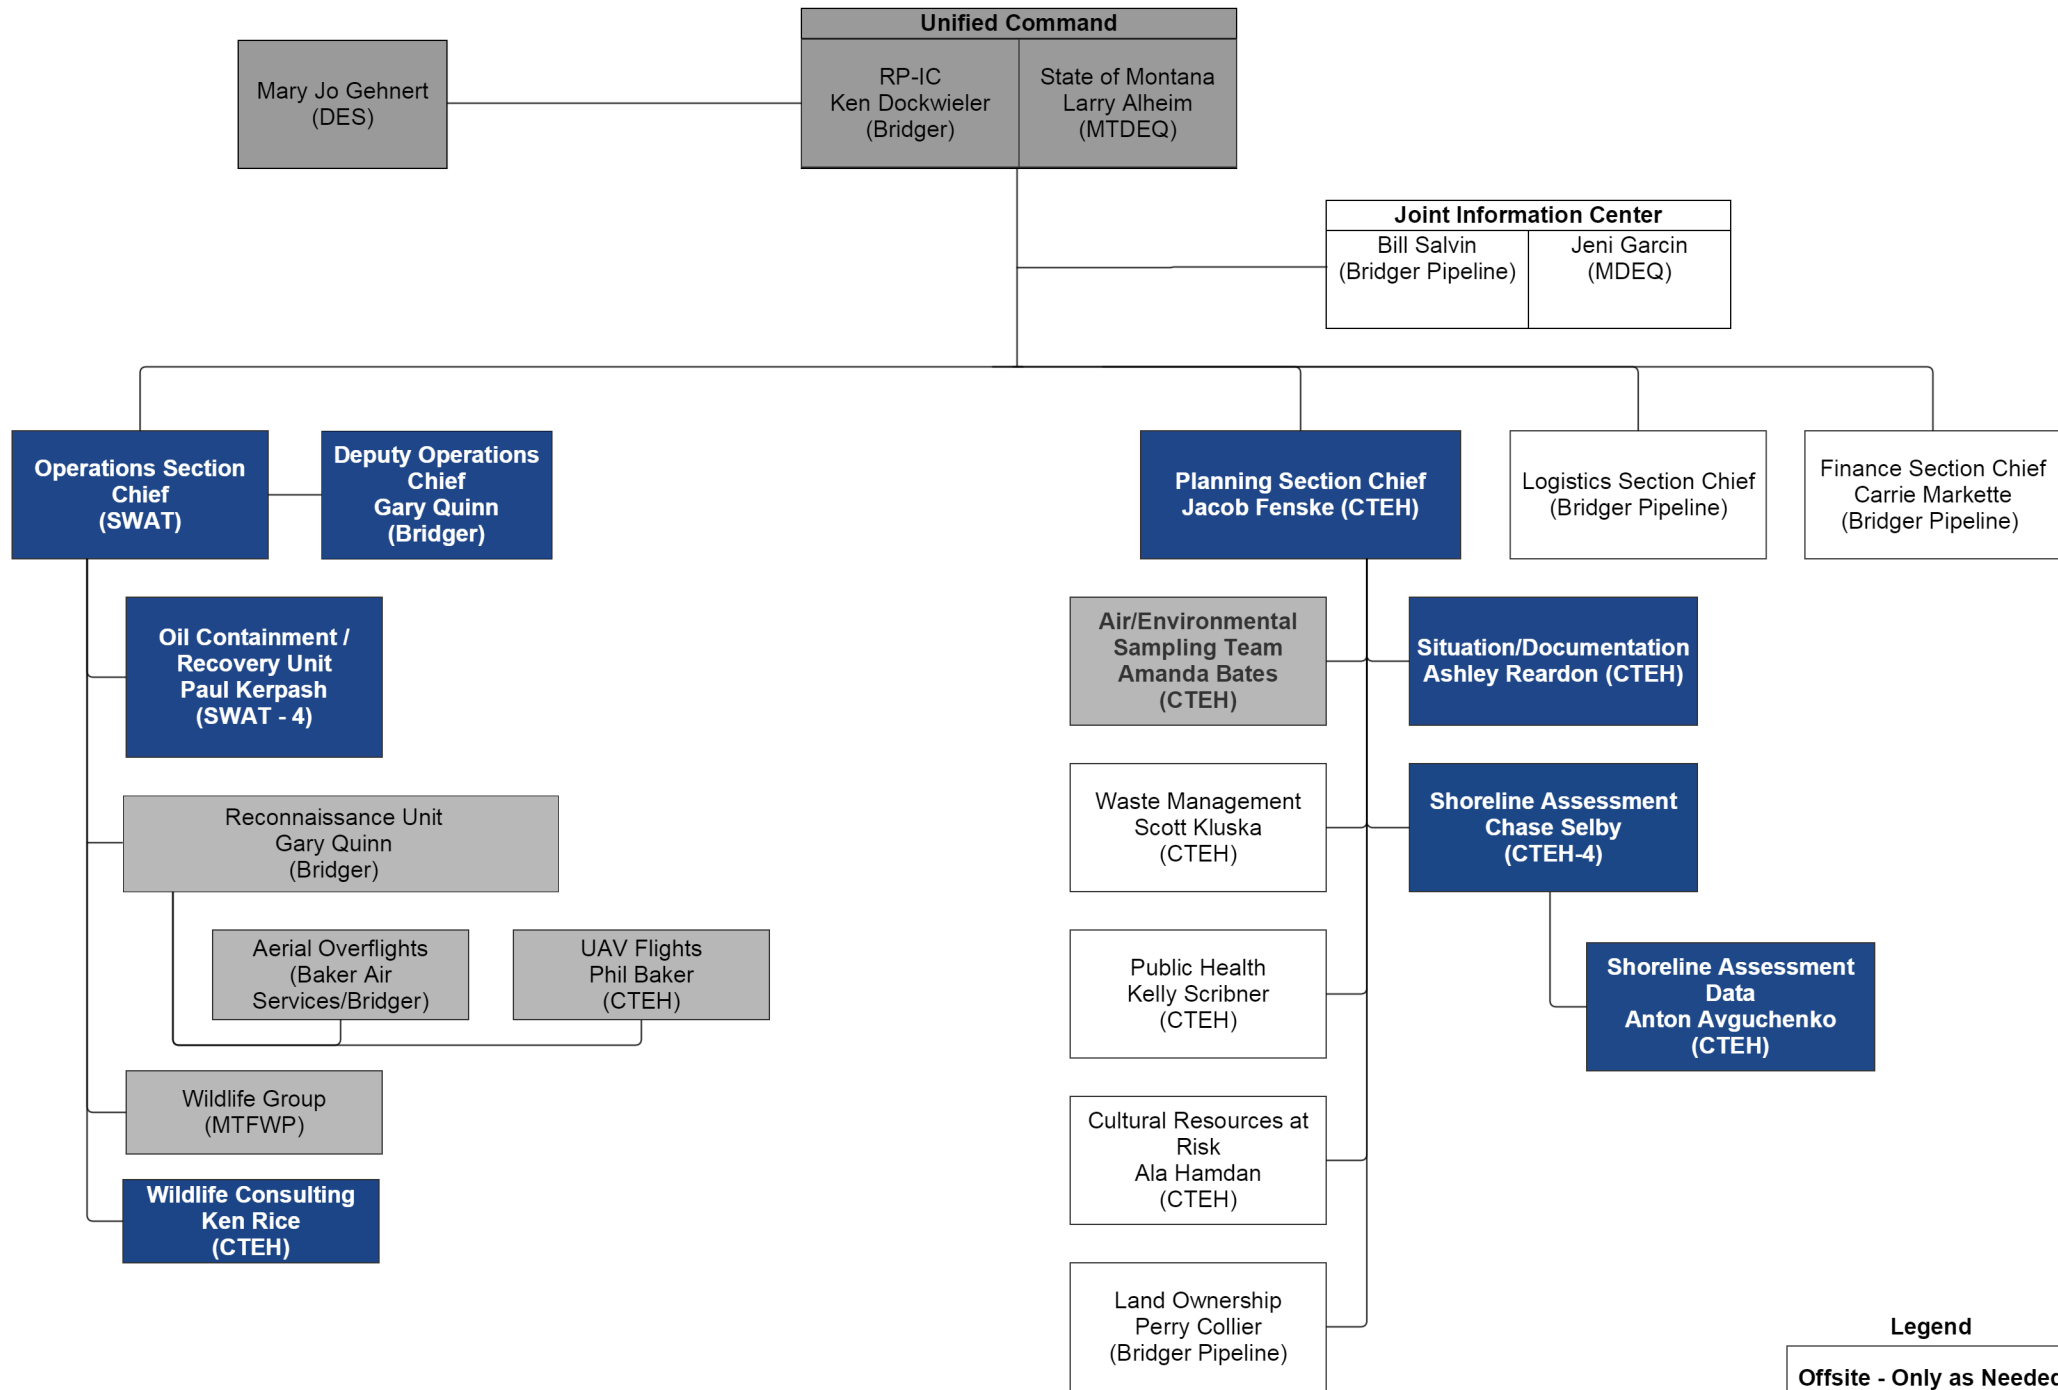 Unified Command
Mary Jo Gehnert
(DES)
RP-IC
Ken Dockwieler
(Bridger)
State of Montana
Larry Alheim
(MTDEQ)
Joint Information Center
Bill Salvin
(Bridger Pipeline)
Jeni Garcin
(MDEQ)
Operations Section
Chief
(SWAT)
Deputy Operations
Chief
Gary Quinn
(Bridger)
Planning Section Chief
Jacob Fenske (CTEH)
Logistics Section Chief
(Bridger Pipeline)
Finance Section Chief
Carrie Markette
(Bridger Pipeline)
Oil Containment /
Recovery Unit
Paul Kerpash
(SWAT - 4)
Reconnaissance Unit
Gary Quinn
(Bridger)
Aerial Overflights
(Baker Air
Services/Bridger)
UAV Flights
Phil Baker
(CTEH)
Wildlife Group
(MTFWP)
Wildlife Consulting
Ken Rice
(CTEH)
Air/Environmental
Sampling Team
Amanda Bates
(CTEH)
Situation/Documentation
Ashley Reardon (CTEH)
Waste Management
Scott Kluska
(CTEH)
Shoreline Assessment
Chase Selby
(CTEH-4)
Public Health
Kelly Scribner
(CTEH)
Shoreline Assessment
Data
Anton Avguchenko
(CTEH)
Cultural Resources at
Risk
Ala Hamdan
(CTEH)
Land Ownership
Perry Collier
(Bridger Pipeline)
Legend
Offsite - Only as Needed